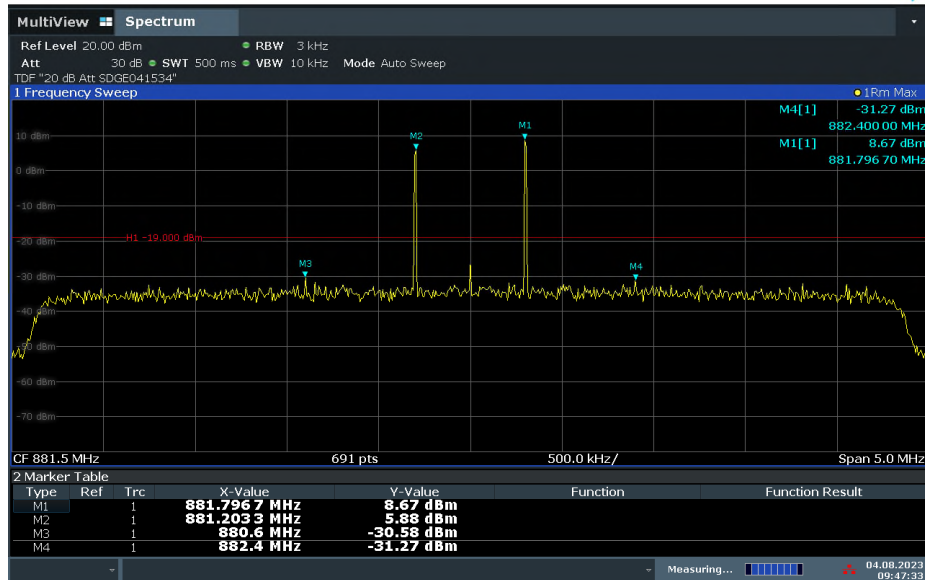 MultiView Spectrum
Ref Level 20.00 dBm RBW 3 kHz
Att 30 dB SWT 500 ms VBW 10 kHz Mode Auto Sweep
TDF "20 dB Att SDGE041534"
1 Frequency Sweep 1Rm Max
M4[1] -31.27 dBm
882.400 00 MHz
M1[1] 8.67 dBm
881.796 70 MHz
M1
M2
10 dBm
0 dBm
-10 dBm
H1 -19.000 dBm
-20 dBm
M3
M4
-30 dBm
-40 dBm
-50 dBm
-60 dBm
-70 dBm
CF 881.5 MHz 691 pts 500.0 kHz/ Span 5.0 MHz
2 Marker Table
Type Ref Trc X-Value Y-Value Function Function Result
M1 1 881.796 7 MHz 8.67 dBm
M2 1 881.203 3 MHz 5.88 dBm
M3 1 880.6 MHz -30.58 dBm
M4 1 882.4 MHz -31.27 dBm
Measuring... 04.08.2023
09:47:33